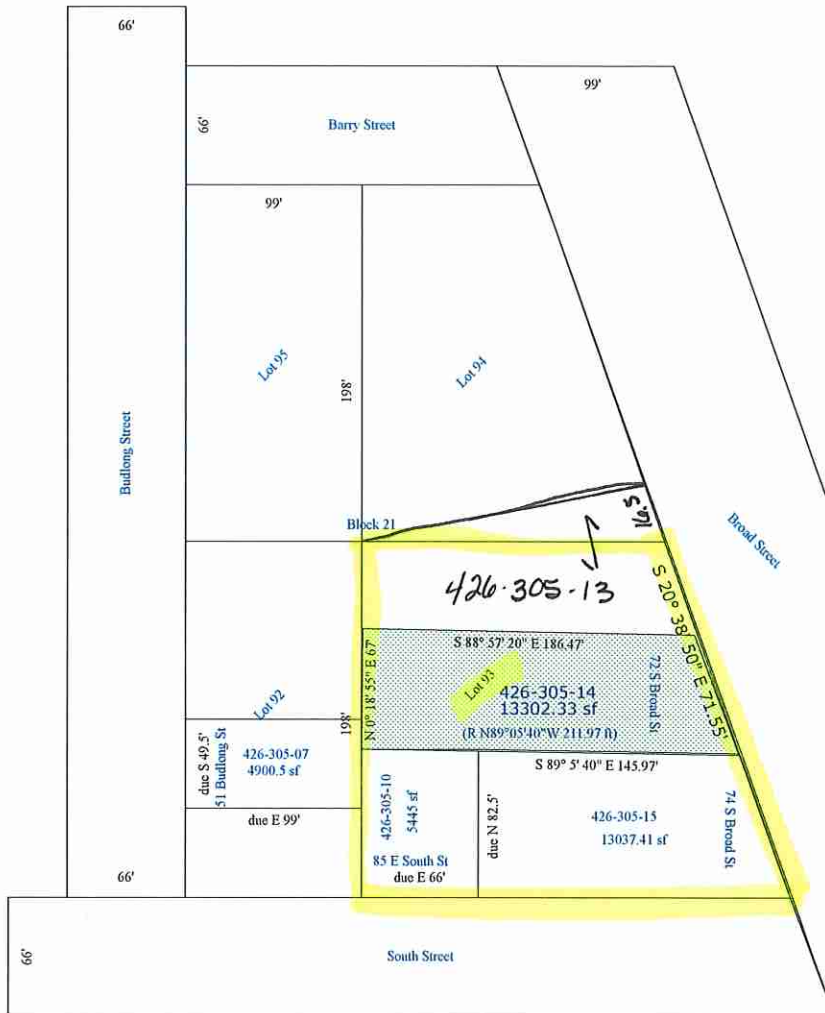 66'
99'
66'
Barry Street
99'
Lot 95
198'
Lot 94
Budlong Street
Block 21
16.5
Broad Street
426-305-13
S 20° 38' 50" E 71.55'
S 88° 57' 20" E 186.47'
N 0° 18' 55" E 67'
Lot 93
72 S Broad St
426-305-14
13302.33 sf
(R N89°05'40"W 211.97 ft)
Lot 92
198'
S 89° 5' 40" E 145.97'
due S 49.5'
51 Budlong St
426-305-07
4900.5 sf
due E 99'
426-305-10
5445 sf
due N 82.5'
426-305-15
13037.41 sf
74 S Broad St
85 E South St
due E 66'
66'
66'
South Street